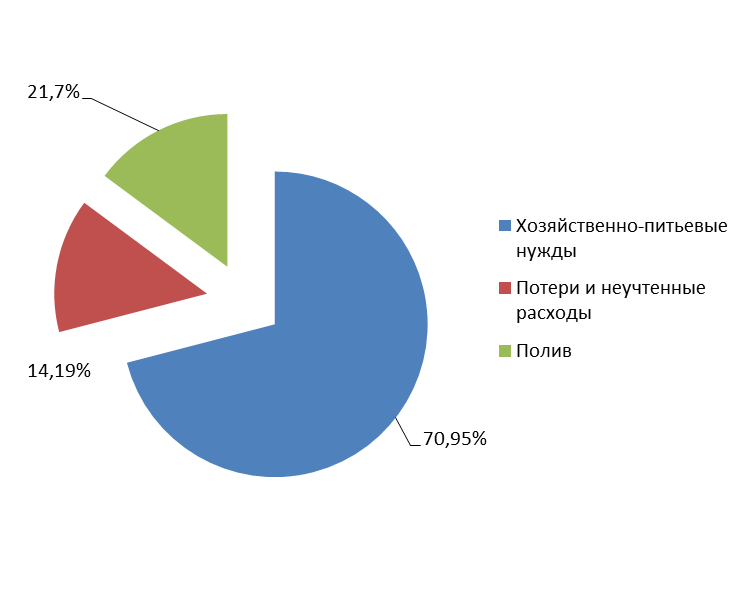 21,7%
14,19%
70,95%
Хозяйственно-питьевые
нужды
Потери и неучтенные
расходы
Полив